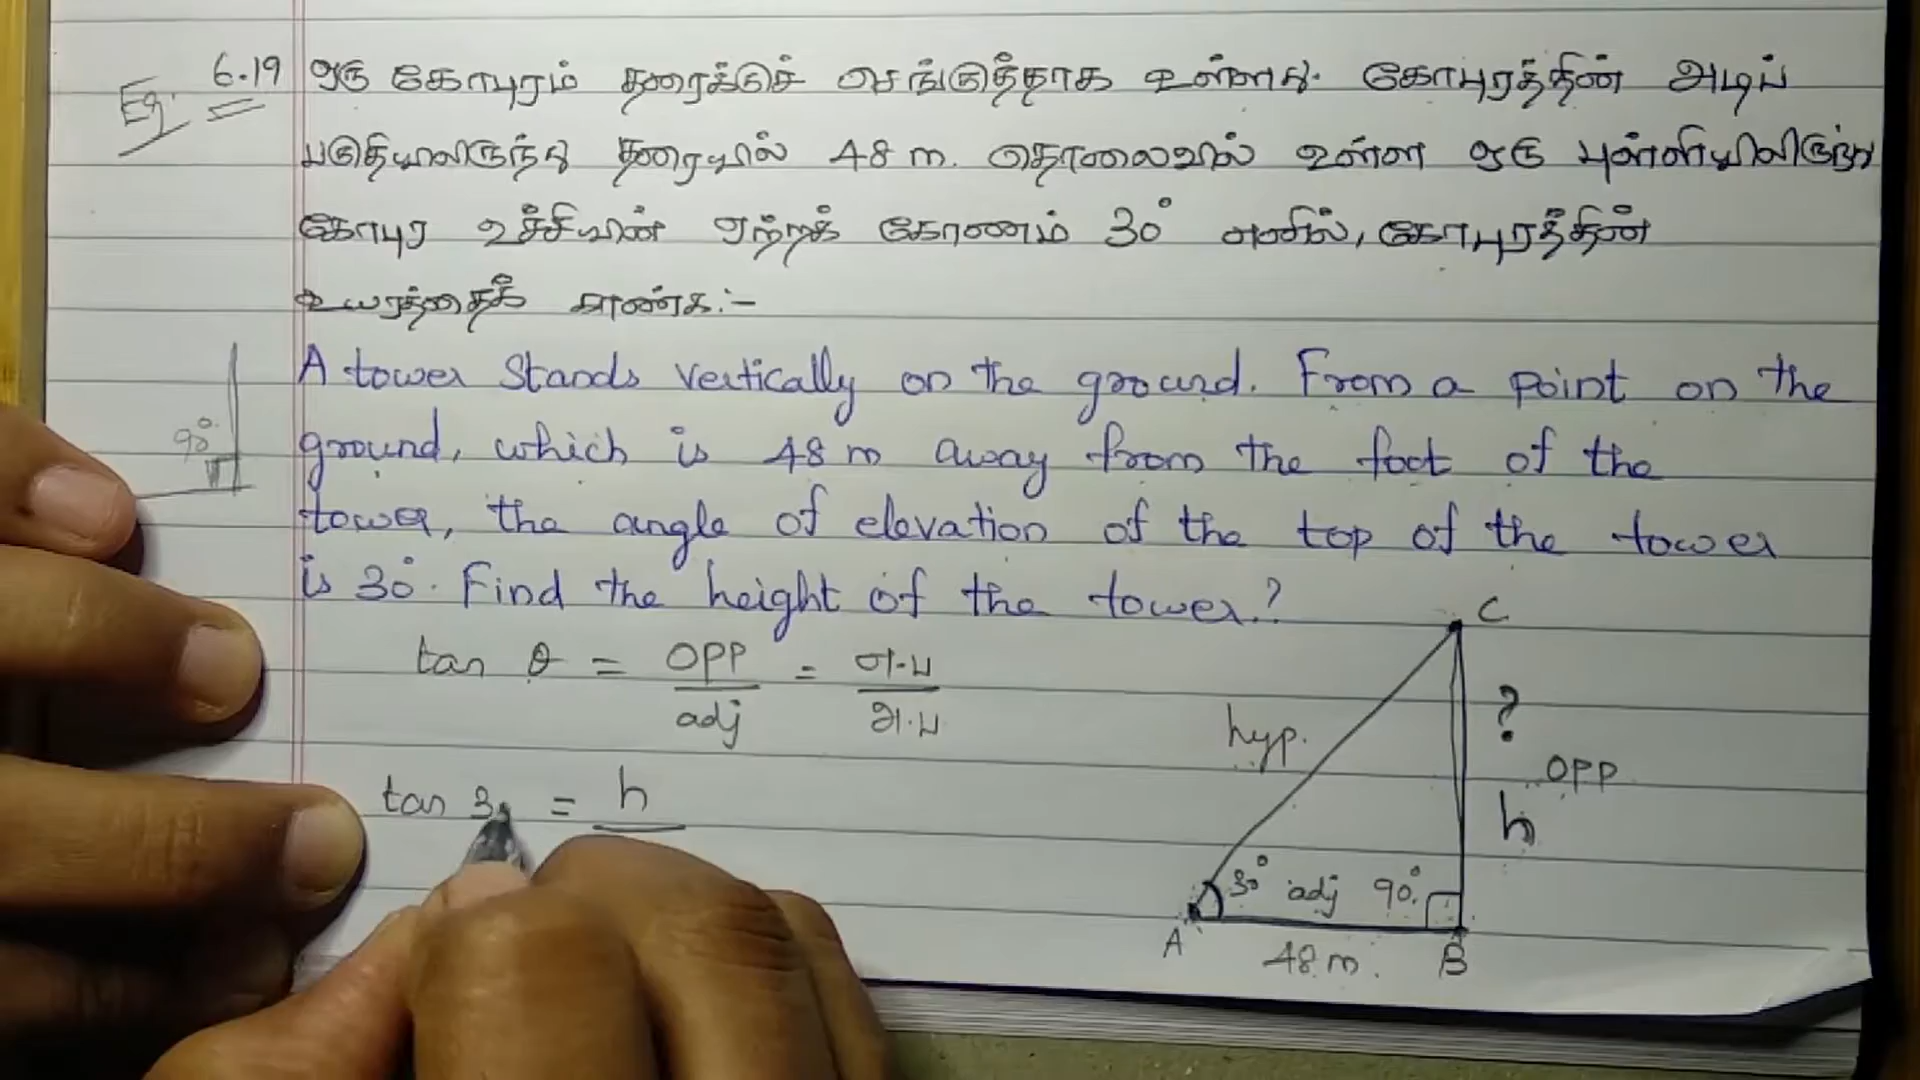 Eg. 6.19 ஒரு கோபுரம் தரைக்குச் செங்குத்தாக உள்ளது. கோபுரத்தின் அடிப்
பகுதியிலிருந்து தரையில் 48 m. தொலைவில் உள்ள ஒரு புள்ளியிலிருந்து
கோபுர உச்சியின் ஏற்றக் கோணம் 30° எனில், கோபுரத்தின்
உயரத்தைக் காண்க:-
A tower stands vertically on the ground. From a point on the
ground, which is 48 m away from the foot of the
tower, the angle of elevation of the top of the tower
is 30°. Find the height of the tower?
90°
tan θ = opp/adj = எ.ப/அ.ப
tan 3 = h
C
hyp.
?
opp
h
30° adj 90°
A 48 m. B